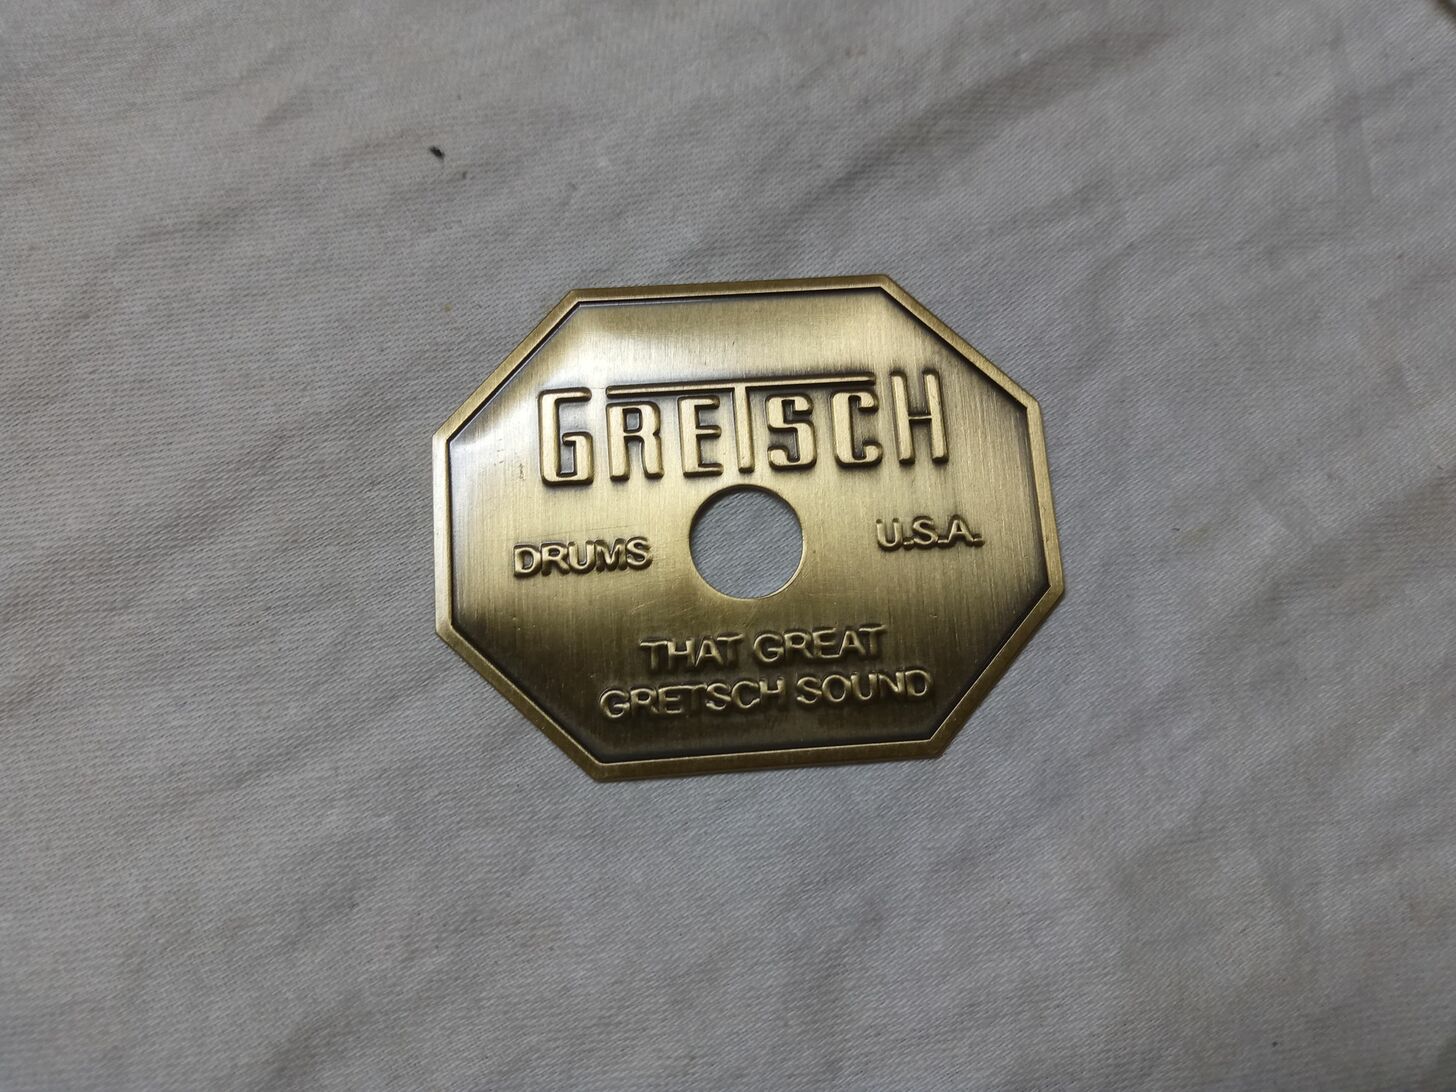 GRETSCH
DRUMS U.S.A.
THAT GREAT
GRETSCH SOUND